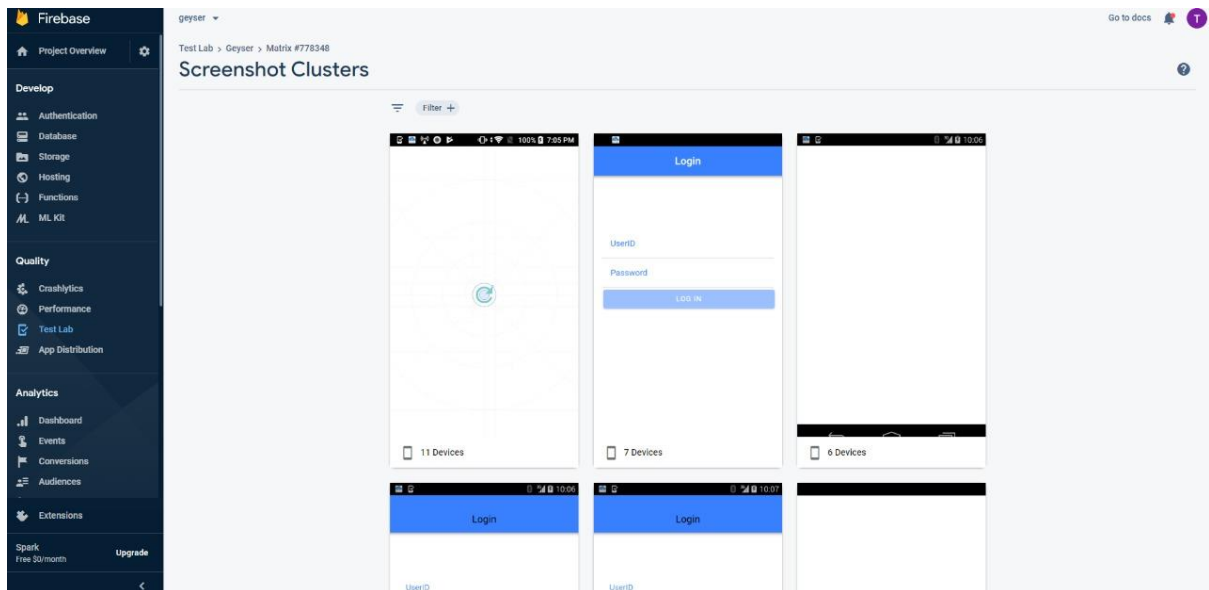 Firebase
Project Overview
Develop
Authentication
Database
Storage
Hosting
Functions
ML Kit
Quality
Crashlytics
Performance
Test Lab
App Distribution
Analytics
Dashboard
Events
Conversions
Audiences
Extensions
Spark
Free $0/month
Upgrade
geyser
Go to docs
T
Test Lab > Geyser > Matrix #778348
Screenshot Clusters
Filter +
100% 7:05 PM
11 Devices
Login
UserID
Password
LOG IN
7 Devices
10:06
6 Devices
10:06
Login
UserID
10:07
Login
UserID